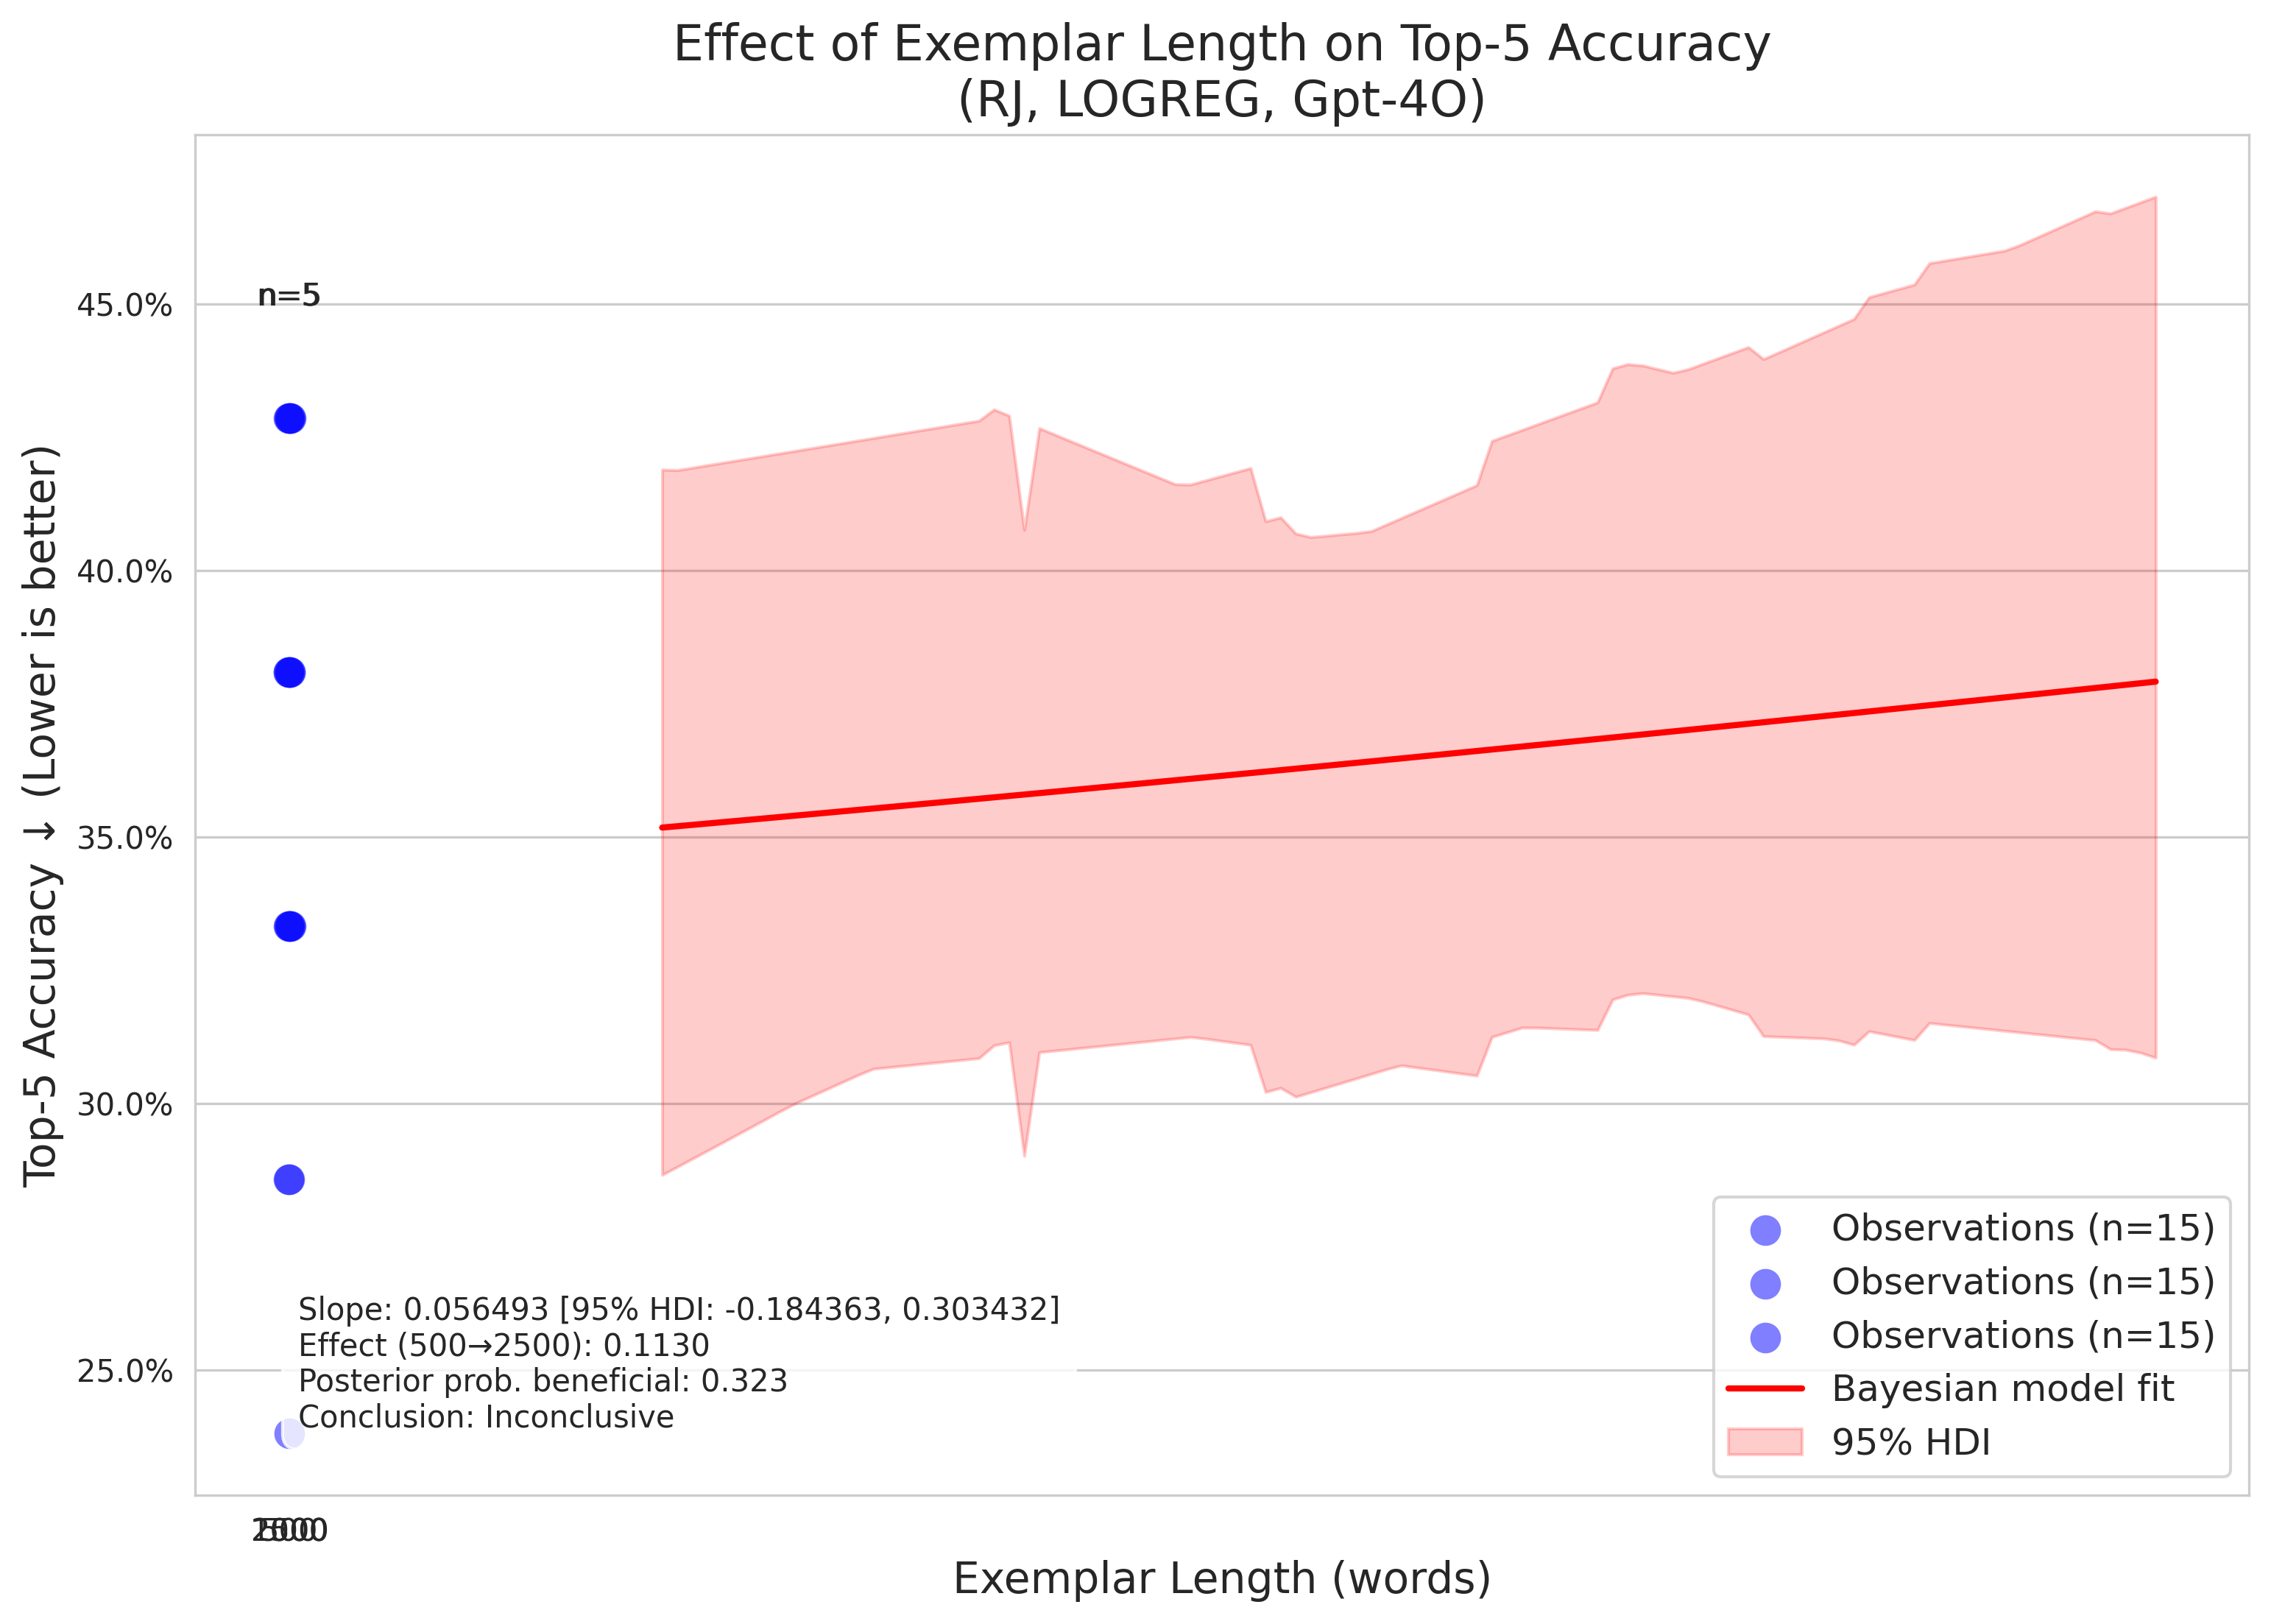 Effect of Exemplar Length on Top-5 Accuracy
(RJ, LOGREG, Gpt-4O)
Top-5 Accuracy ↓ (Lower is better)
45.0%
40.0%
35.0%
30.0%
25.0%
n=5
Slope: 0.056493 [95% HDI: -0.184363, 0.303432]
Effect (500→2500): 0.1130
Posterior prob. beneficial: 0.323
Conclusion: Inconclusive
Observations (n=15)
Observations (n=15)
Observations (n=15)
Bayesian model fit
95% HDI
Exemplar Length (words)